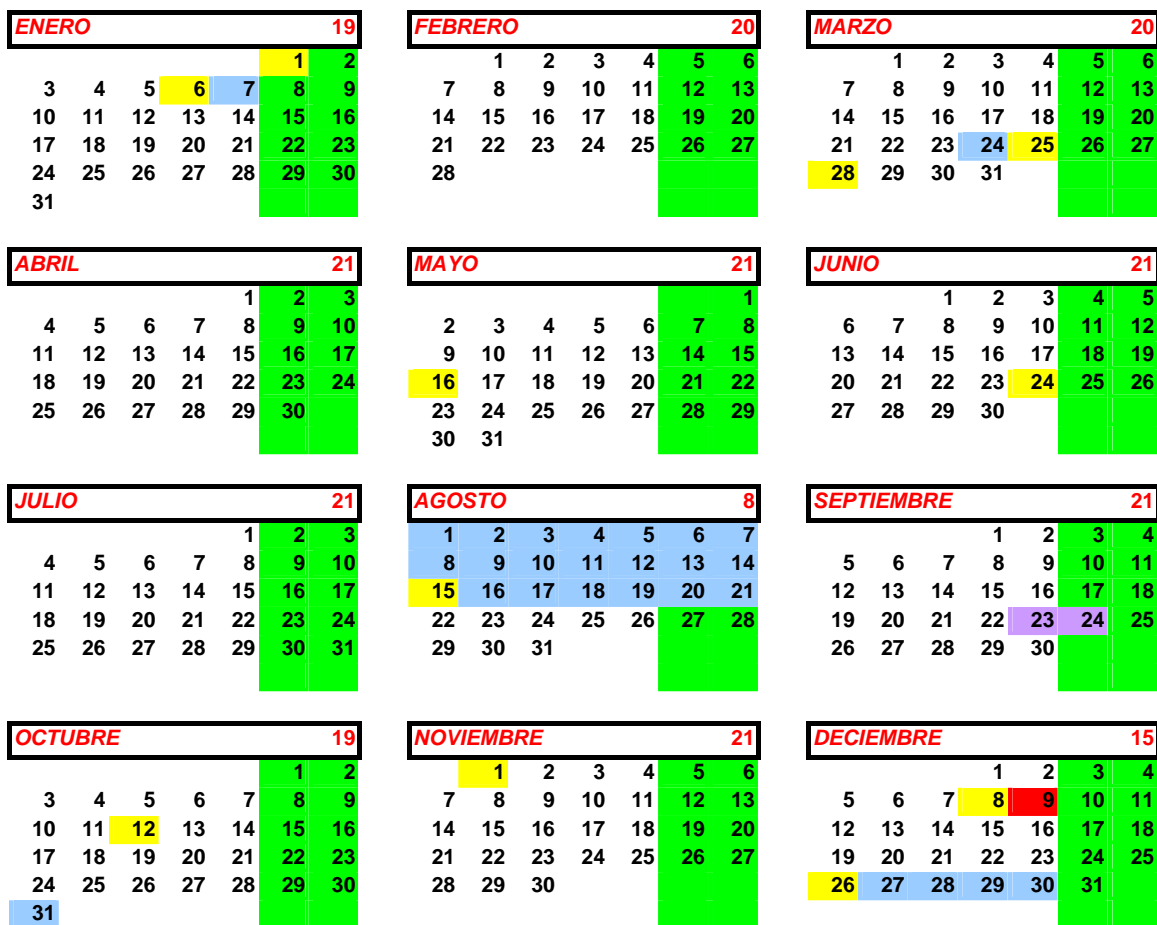 ENERO 19
1 2
3 4 5 6 7 8 9
10 11 12 13 14 15 16
17 18 19 20 21 22 23
24 25 26 27 28 29 30
31
FEBRERO 20
1 2 3 4 5 6
7 8 9 10 11 12 13
14 15 16 17 18 19 20
21 22 23 24 25 26 27
28
MARZO 20
1 2 3 4 5 6
7 8 9 10 11 12 13
14 15 16 17 18 19 20
21 22 23 24 25 26 27
28 29 30 31
ABRIL 21
1 2 3
4 5 6 7 8 9 10
11 12 13 14 15 16 17
18 19 20 21 22 23 24
25 26 27 28 29 30
MAYO 21
1
2 3 4 5 6 7 8
9 10 11 12 13 14 15
16 17 18 19 20 21 22
23 24 25 26 27 28 29
30 31
JUNIO 21
1 2 3 4 5
6 7 8 9 10 11 12
13 14 15 16 17 18 19
20 21 22 23 24 25 26
27 28 29 30
JULIO 21
1 2 3
4 5 6 7 8 9 10
11 12 13 14 15 16 17
18 19 20 21 22 23 24
25 26 27 28 29 30 31
AGOSTO 8
1 2 3 4 5 6 7
8 9 10 11 12 13 14
15 16 17 18 19 20 21
22 23 24 25 26 27 28
29 30 31
SEPTIEMBRE 21
1 2 3 4
5 6 7 8 9 10 11
12 13 14 15 16 17 18
19 20 21 22 23 24 25
26 27 28 29 30
OCTUBRE 19
1 2
3 4 5 6 7 8 9
10 11 12 13 14 15 16
17 18 19 20 21 22 23
24 25 26 27 28 29 30
31
NOVIEMBRE 21
1 2 3 4 5 6
7 8 9 10 11 12 13
14 15 16 17 18 19 20
21 22 23 24 25 26 27
28 29 30
DECIEMBRE 15
1 2 3 4
5 6 7 8 9 10 11
12 13 14 15 16 17 18
19 20 21 22 23 24 25
26 27 28 29 30 31